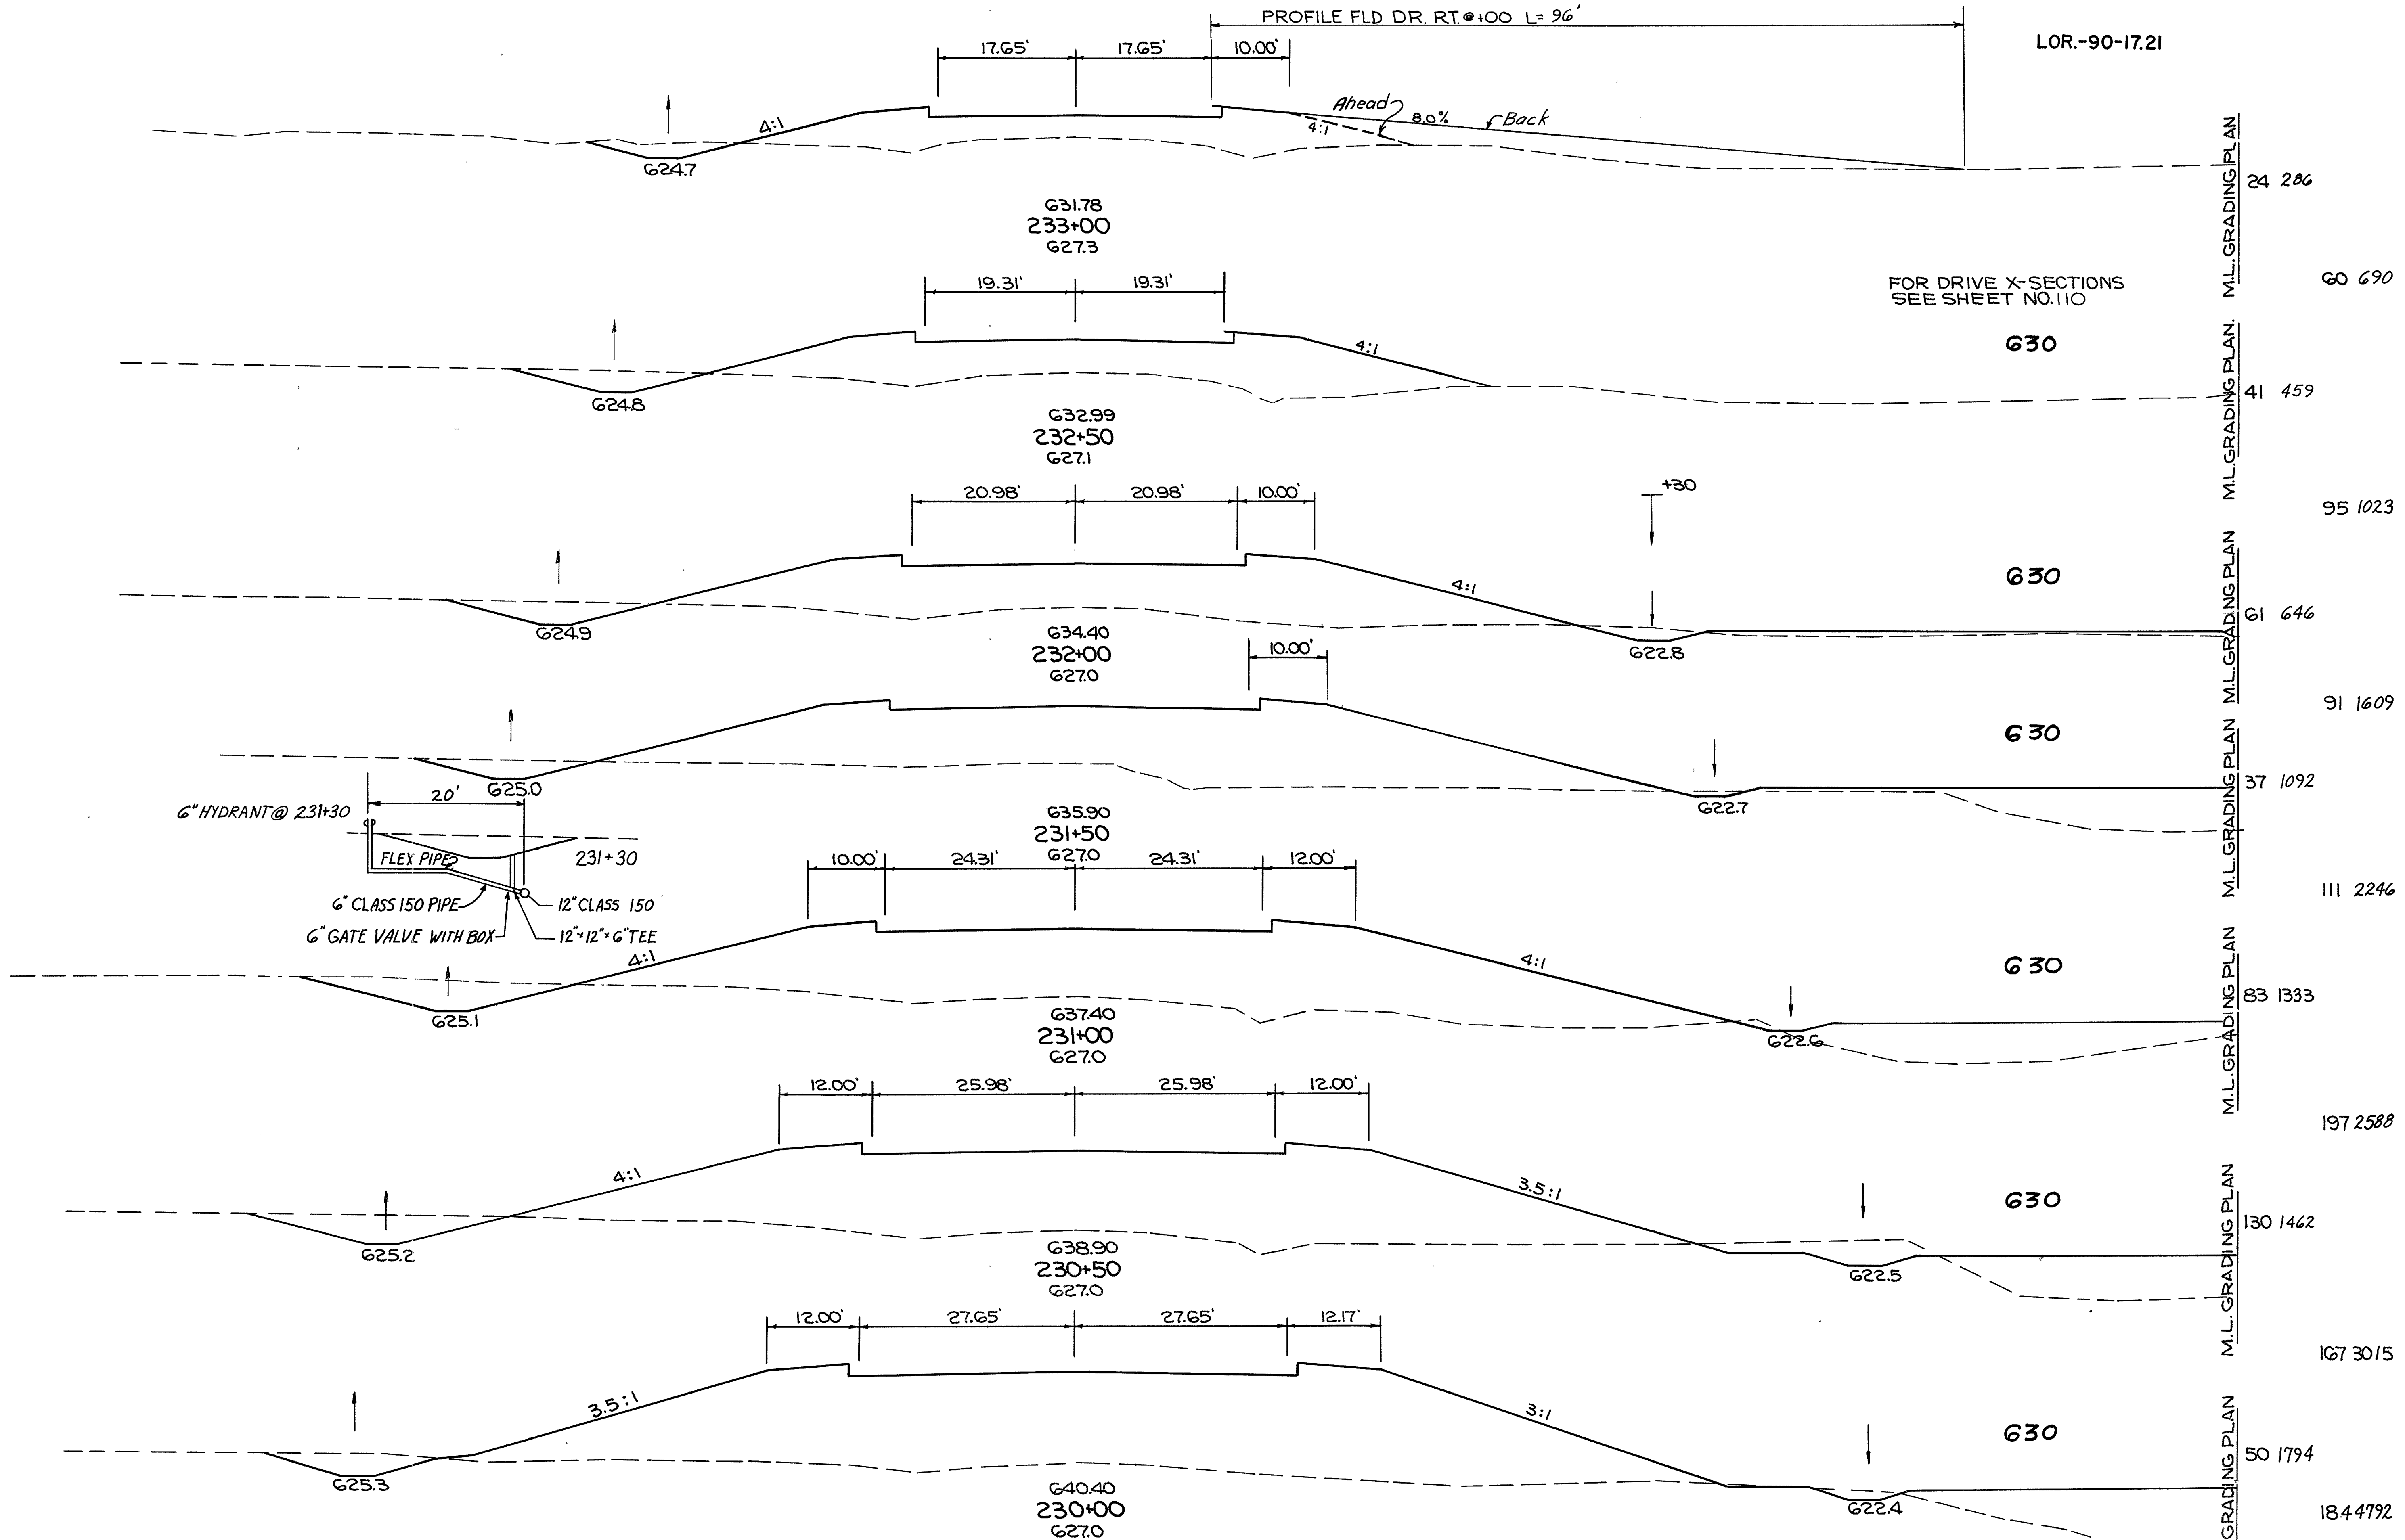 PROFILE FLD DR. RT. @ +00 L= 96'
LOR.-90-17.21
17.65' 17.65' 10.00'
4:1
Ahead
4:1
8.0%
Back
624.7
631.78
233+00
627.3
M.L. GRADING PLAN
24 286
60 690
19.31' 19.31'
FOR DRIVE X-SECTIONS
SEE SHEET NO. 110
630
4:1
624.8
632.99
232+50
627.1
M.L. GRADING PLAN.
41 459
95 1023
20.98' 20.98' 10.00'
+30
630
4:1
624.9
622.8
634.40
232+00
627.0
M.L. GRADING PLAN
61 646
91 1609
10.00'
630
625.0
622.7
635.90
231+50
627.0
M.L. GRADING PLAN
37 1092
111 2246
20'
6" HYDRANT @ 231+30
FLEX PIPE
231+30
6" CLASS 150 PIPE
12" CLASS 150
6" GATE VALVE WITH BOX
12"×12"×6" TEE
10.00' 24.31' 24.31' 12.00'
4:1
4:1
630
625.1
622.6
637.40
231+00
627.0
M.L. GRADING PLAN
83 1333
197 2588
12.00' 25.98' 25.98' 12.00'
4:1
3.5:1
630
625.2
622.5
638.90
230+50
627.0
M.L. GRADING PLAN
130 1462
167 3015
12.00' 27.65' 27.65' 12.17'
3.5:1
3:1
630
625.3
622.4
640.40
230+00
627.0
GRADING PLAN
50 1794
184 4792